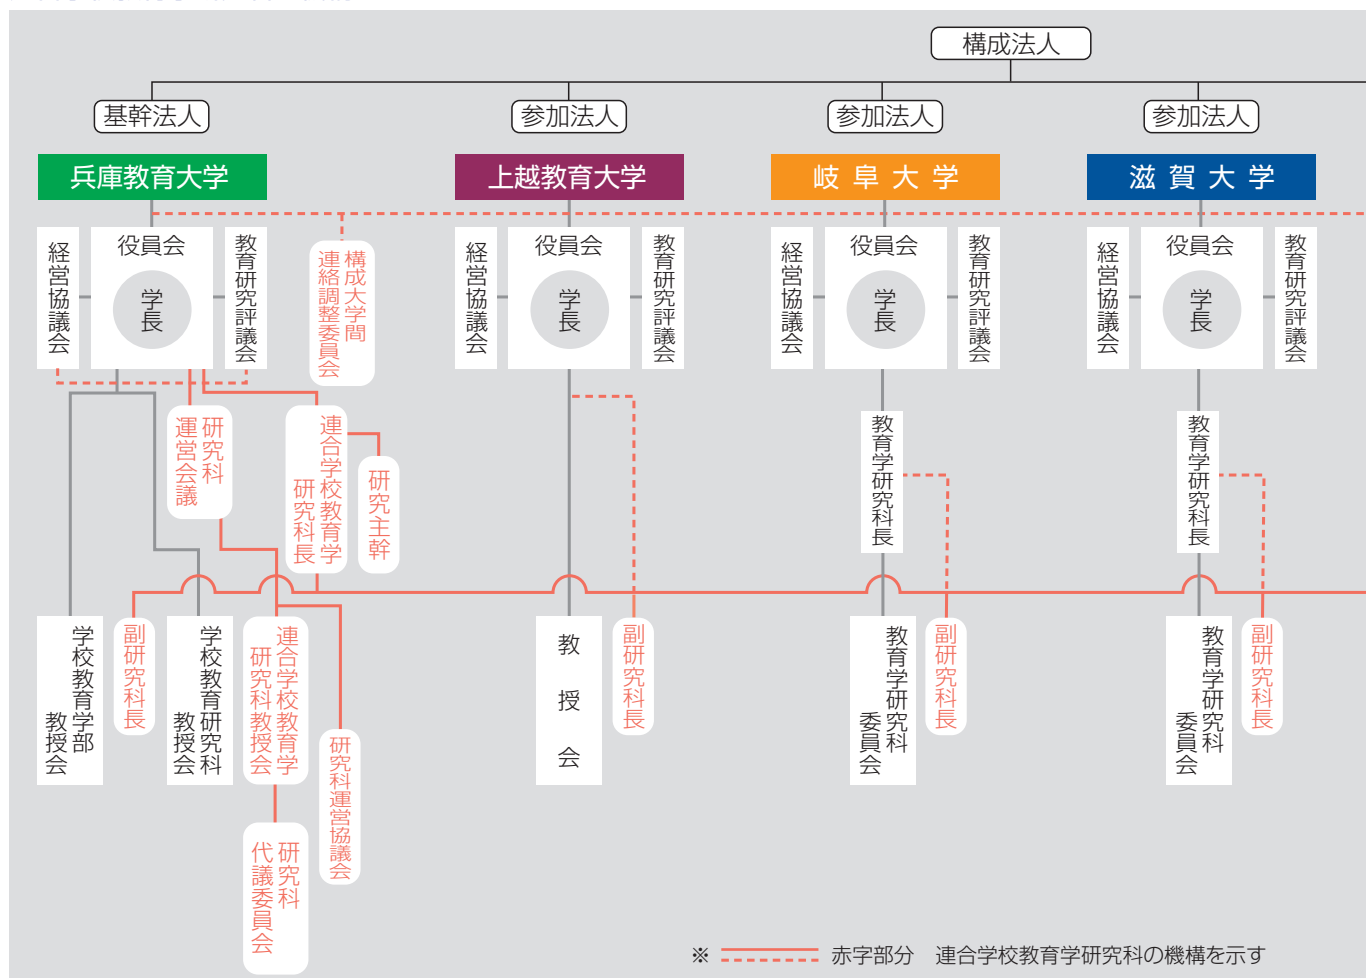 構成法人
基幹法人
参加法人
参加法人
参加法人
兵庫教育大学
上越教育大学
岐阜大学
滋賀大学
経営協議会
役員会
学長
教育研究評議会
構成大学間
連絡調整委員会
経営協議会
役員会
学長
教育研究評議会
経営協議会
役員会
学長
教育研究評議会
経営協議会
役員会
学長
教育研究評議会
研究科
運営会議
連合学校教育学
研究科長
研究主幹
教育学研究科長
教育学研究科長
学校教育学部
教授会
副研究科長
学校教育研究科
教授会
連合学校教育学
研究科教授会
研究科運営協議会
研究科
代議委員会
教授会
副研究科長
教育学研究科
委員会
副研究科長
教育学研究科
委員会
副研究科長
※ 赤字部分 連合学校教育学研究科の機構を示す